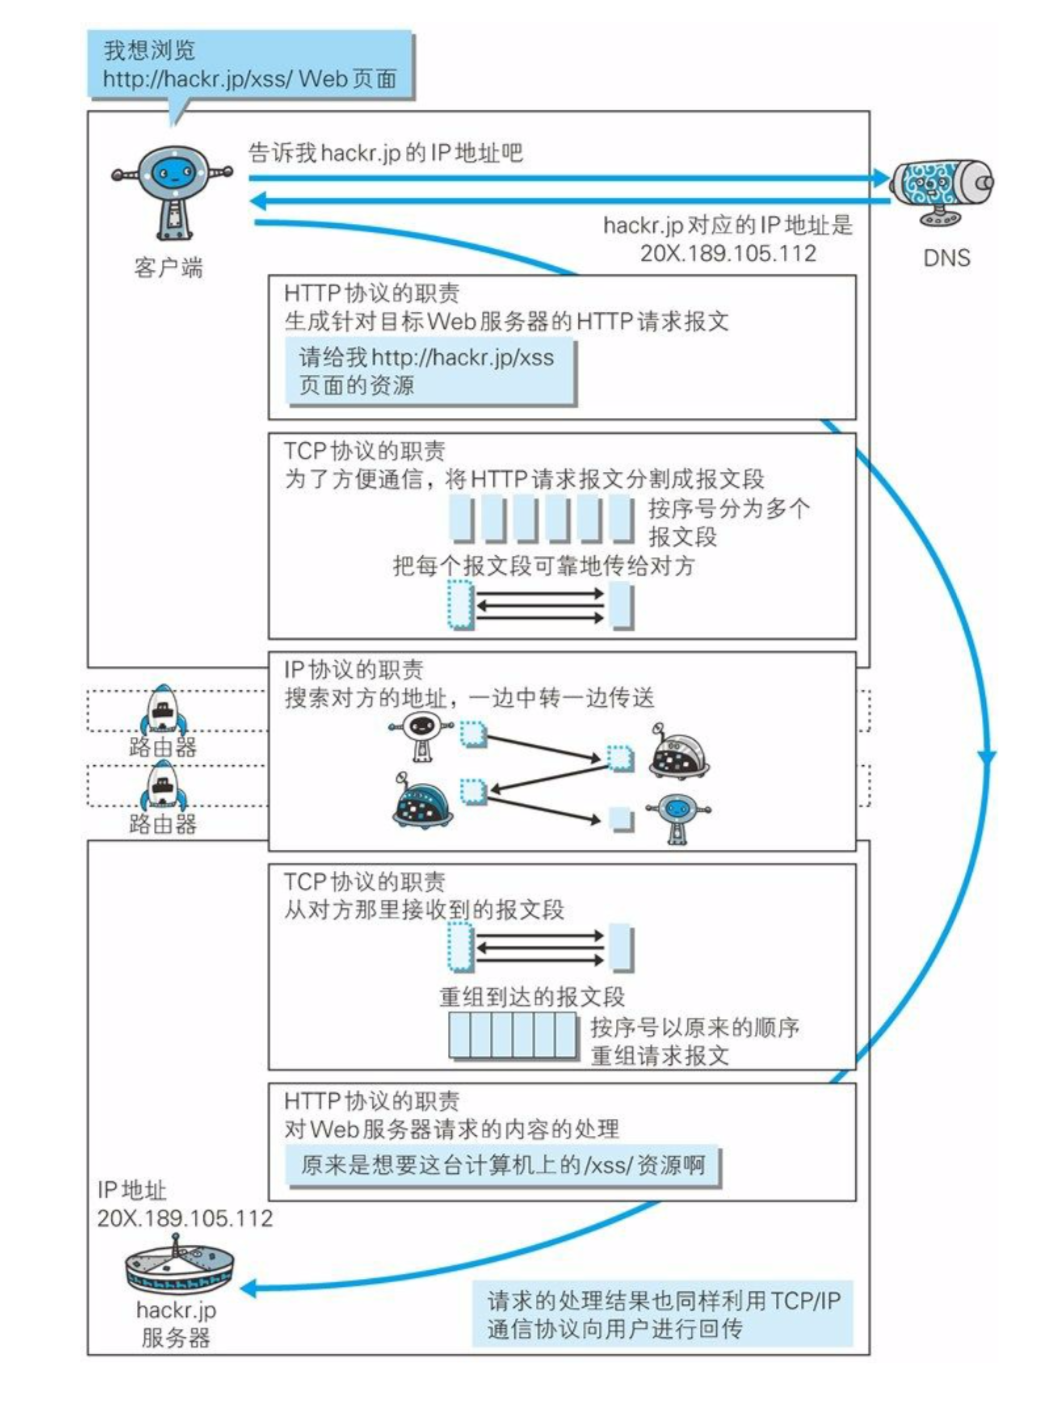 我想浏览
http://hackr.jp/xss/ Web 页面
告诉我 hackr.jp 的 IP 地址吧
hackr.jp 对应的 IP 地址是
20X.189.105.112
客户端
DNS
HTTP 协议的职责
生成针对目标 Web 服务器的 HTTP 请求报文
请给我 http://hackr.jp/xss
页面的资源
TCP 协议的职责
为了方便通信，将 HTTP 请求报文分割成报文段
按序号分为多个
报文段
把每个报文段可靠地传给对方
IP 协议的职责
搜索对方的地址，一边中转一边传送
路由器
路由器
TCP 协议的职责
从对方那里接收到的报文段
重组到达的报文段
按序号以原来的顺序
重组请求报文
HTTP 协议的职责
对 Web 服务器请求的内容的处理
原来是想要这台计算机上的 /xss/ 资源啊
IP 地址
20X.189.105.112
hackr.jp
服务器
请求的处理结果也同样利用 TCP/IP
通信协议向用户进行回传